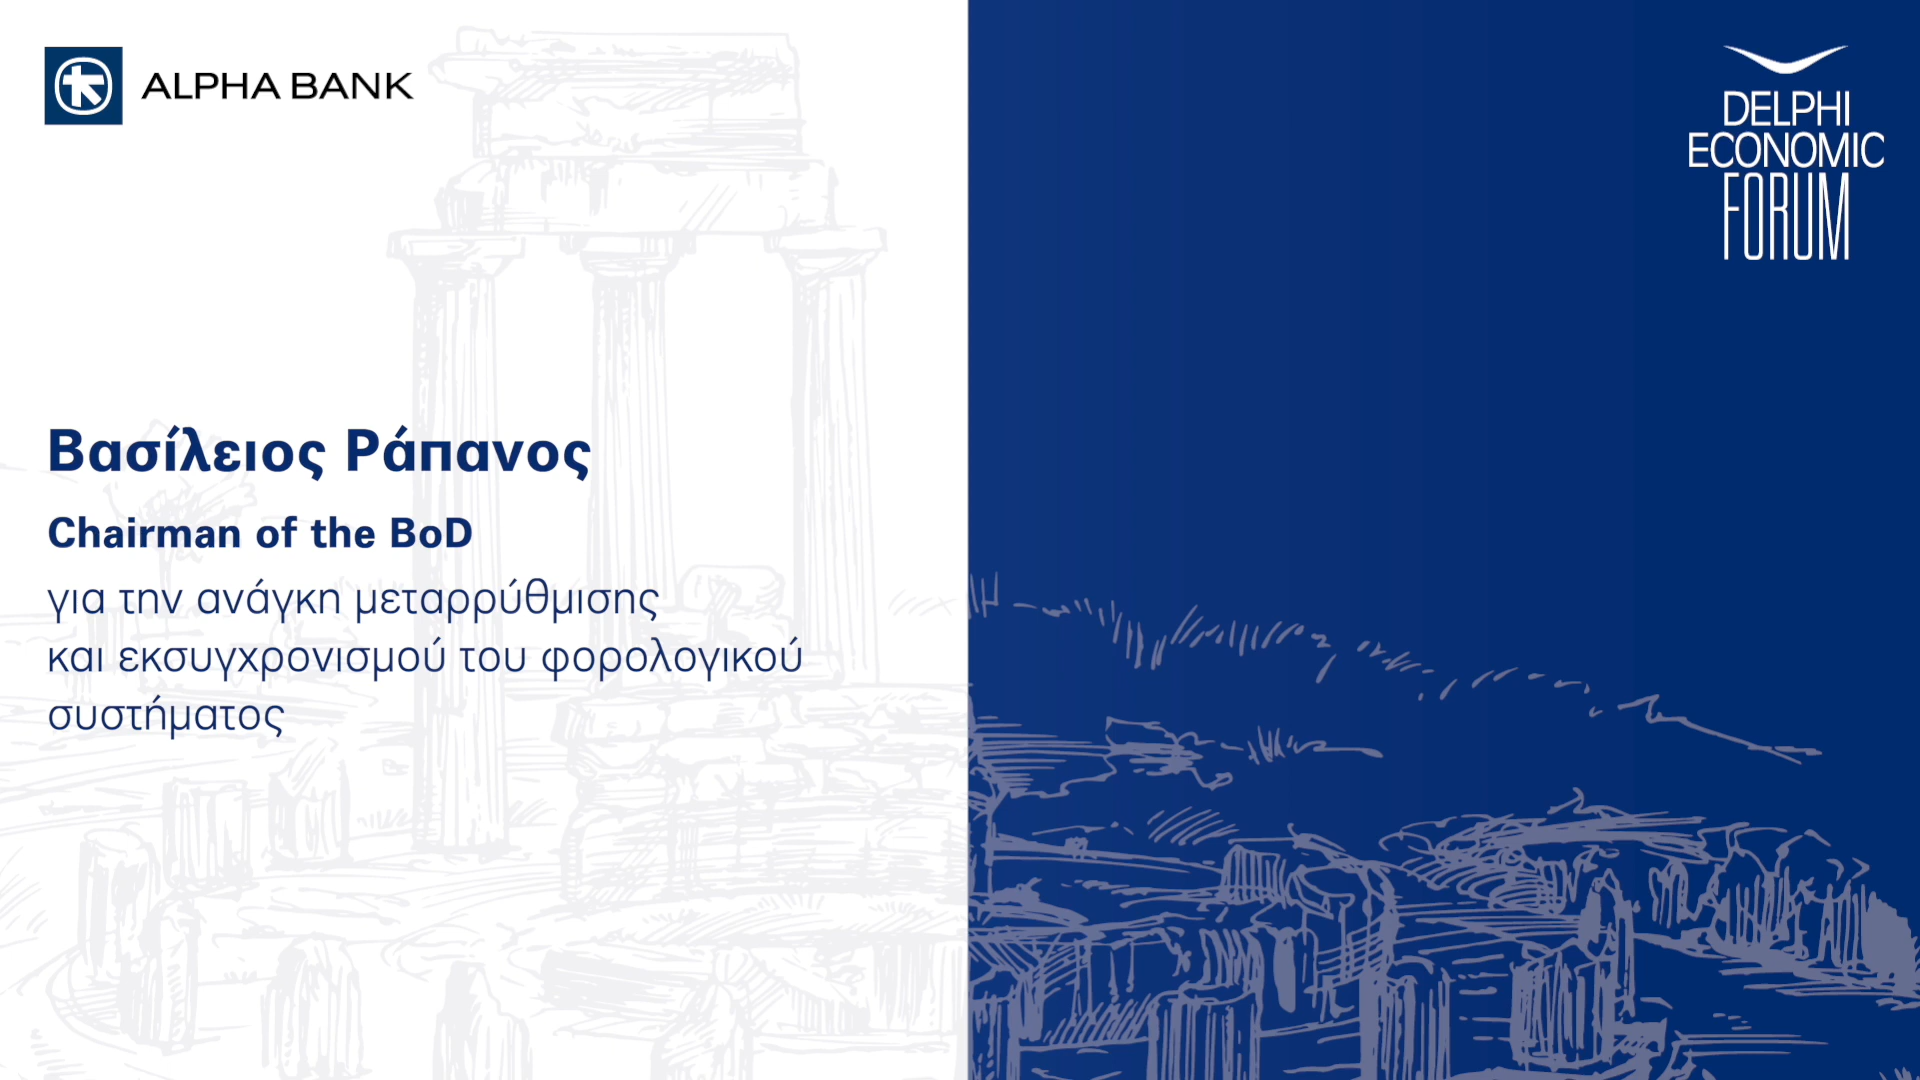 ALPHA BANK
DELPHI
ECONOMIC
FORUM
Βασίλειος Ράπανος
Chairman of the BoD
για την ανάγκη μεταρρύθμισης
και εκσυγχρονισμού του φορολογικού
συστήματος